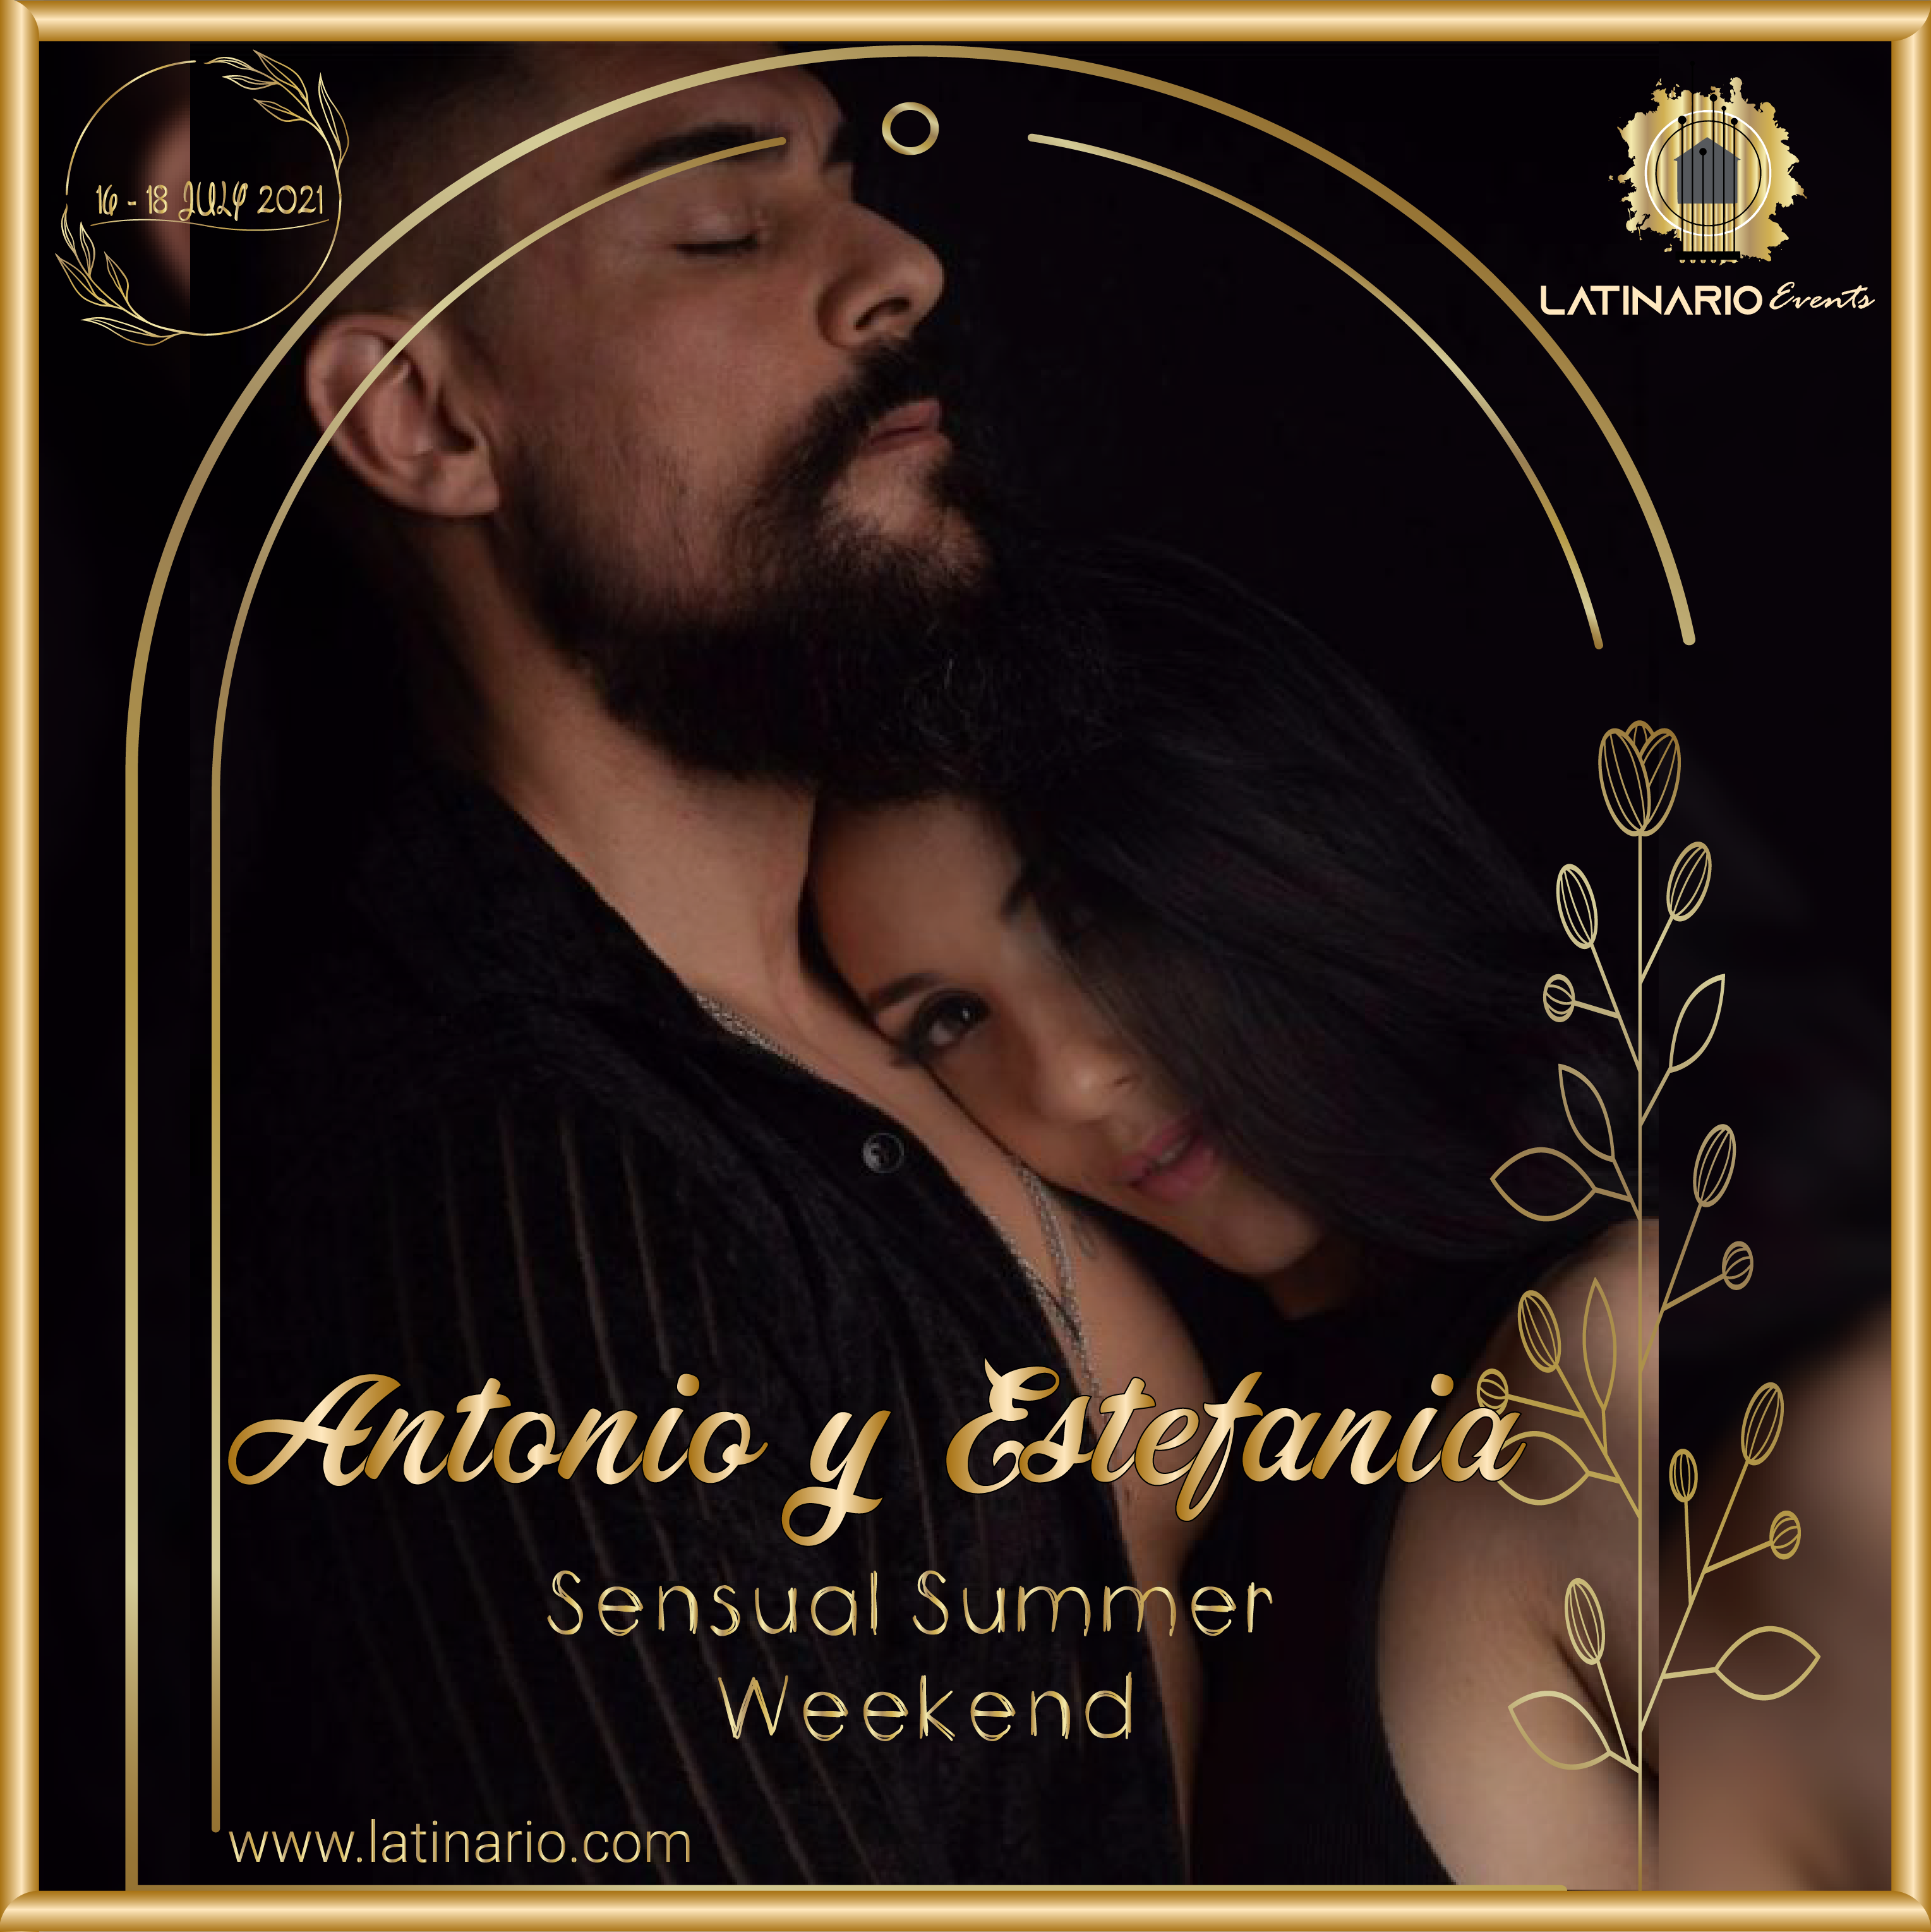 16 - 18 JULY 2021
LATINARIO Events
Antonio y Estefania
Sensual Summer
Weekend
www.latinario.com